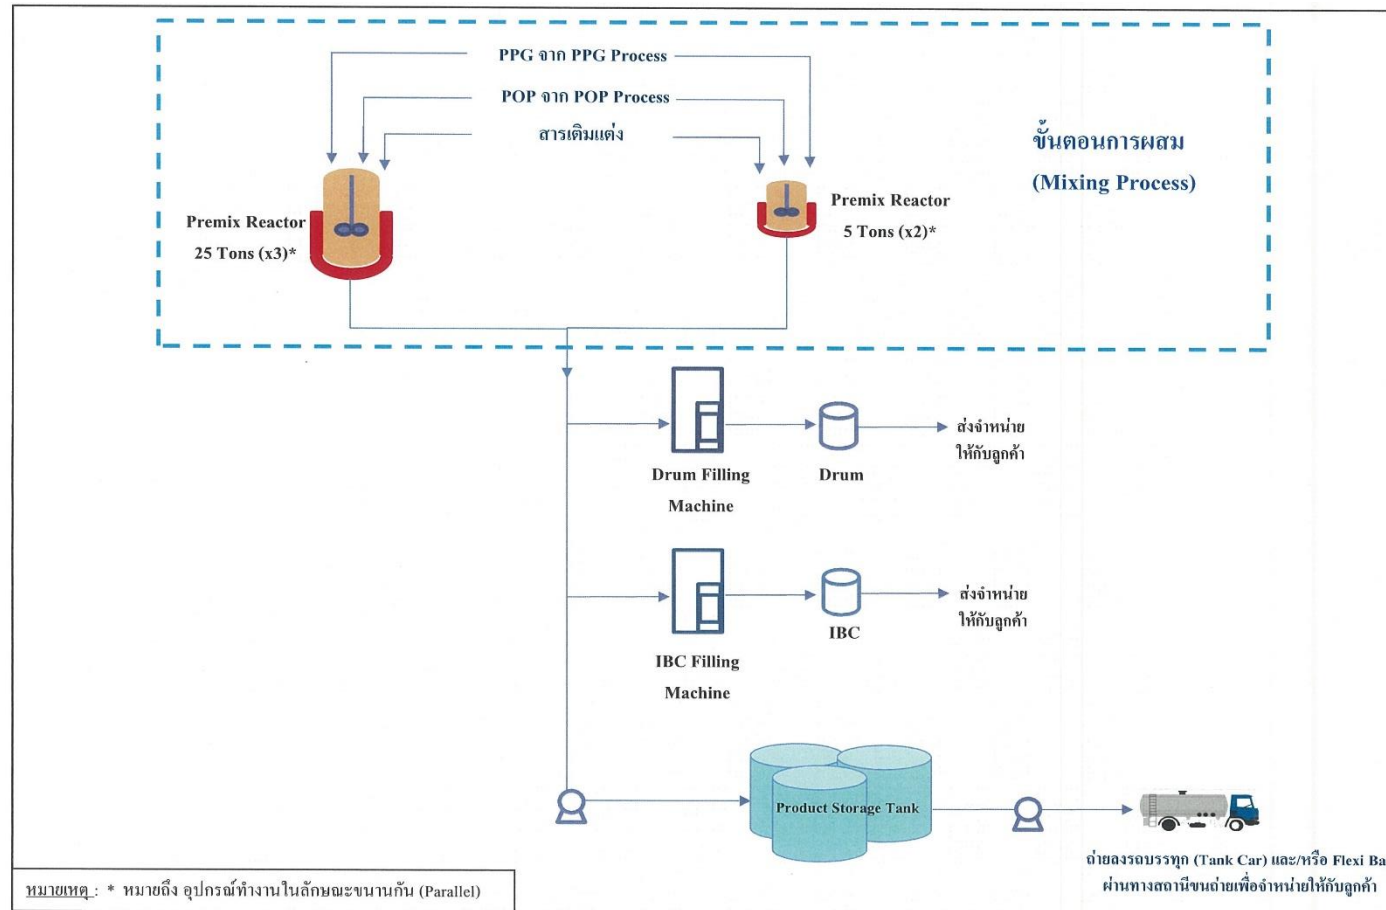 PPG จาก PPG Process
POP จาก POP Process
สารเติมแต่ง
ขั้นตอนการผสม
(Mixing Process)
Premix Reactor
25 Tons (x3)*
Premix Reactor
5 Tons (x2)*
Drum Filling
Machine
Drum
ส่งจำหน่าย
ให้กับลูกค้า
IBC Filling
Machine
IBC
ส่งจำหน่าย
ให้กับลูกค้า
Product Storage Tank
ถ่ายลงรถบรรทุก (Tank Car) และ/หรือ Flexi Ba
ผ่านทางสถานีขนถ่ายเพื่อจำหน่ายให้กับลูกค้า
หมายเหตุ : * หมายถึง อุปกรณ์ทำงานในลักษณะขนานกัน (Parallel)